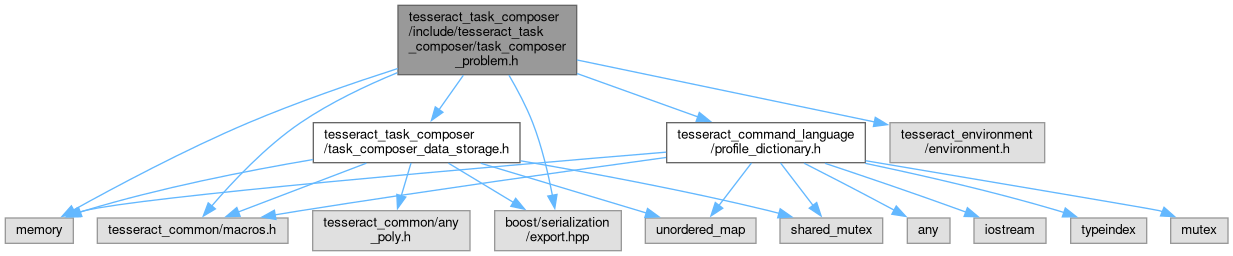 tesseract_task_composer
/include/tesseract_task
_composer/task_composer
_problem.h
tesseract_task_composer
/task_composer_data_storage.h
tesseract_command_language
/profile_dictionary.h
tesseract_environment
/environment.h
memory
tesseract_common/macros.h
tesseract_common/any
_poly.h
boost/serialization
/export.hpp
unordered_map
shared_mutex
any
iostream
typeindex
mutex